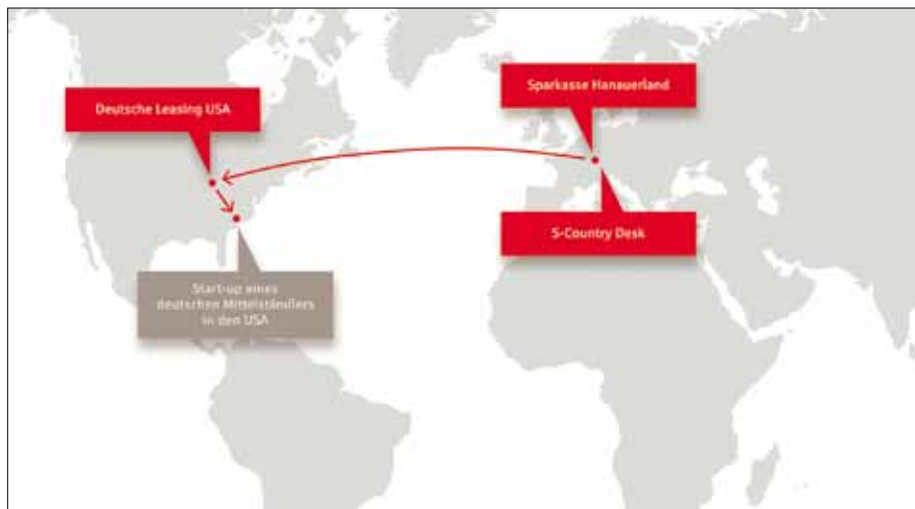 Sparkasse Hanauerland
Deutsche Leasing USA
S-Country Desk
Start-up eines
deutschen Mittelständlers
in den USA